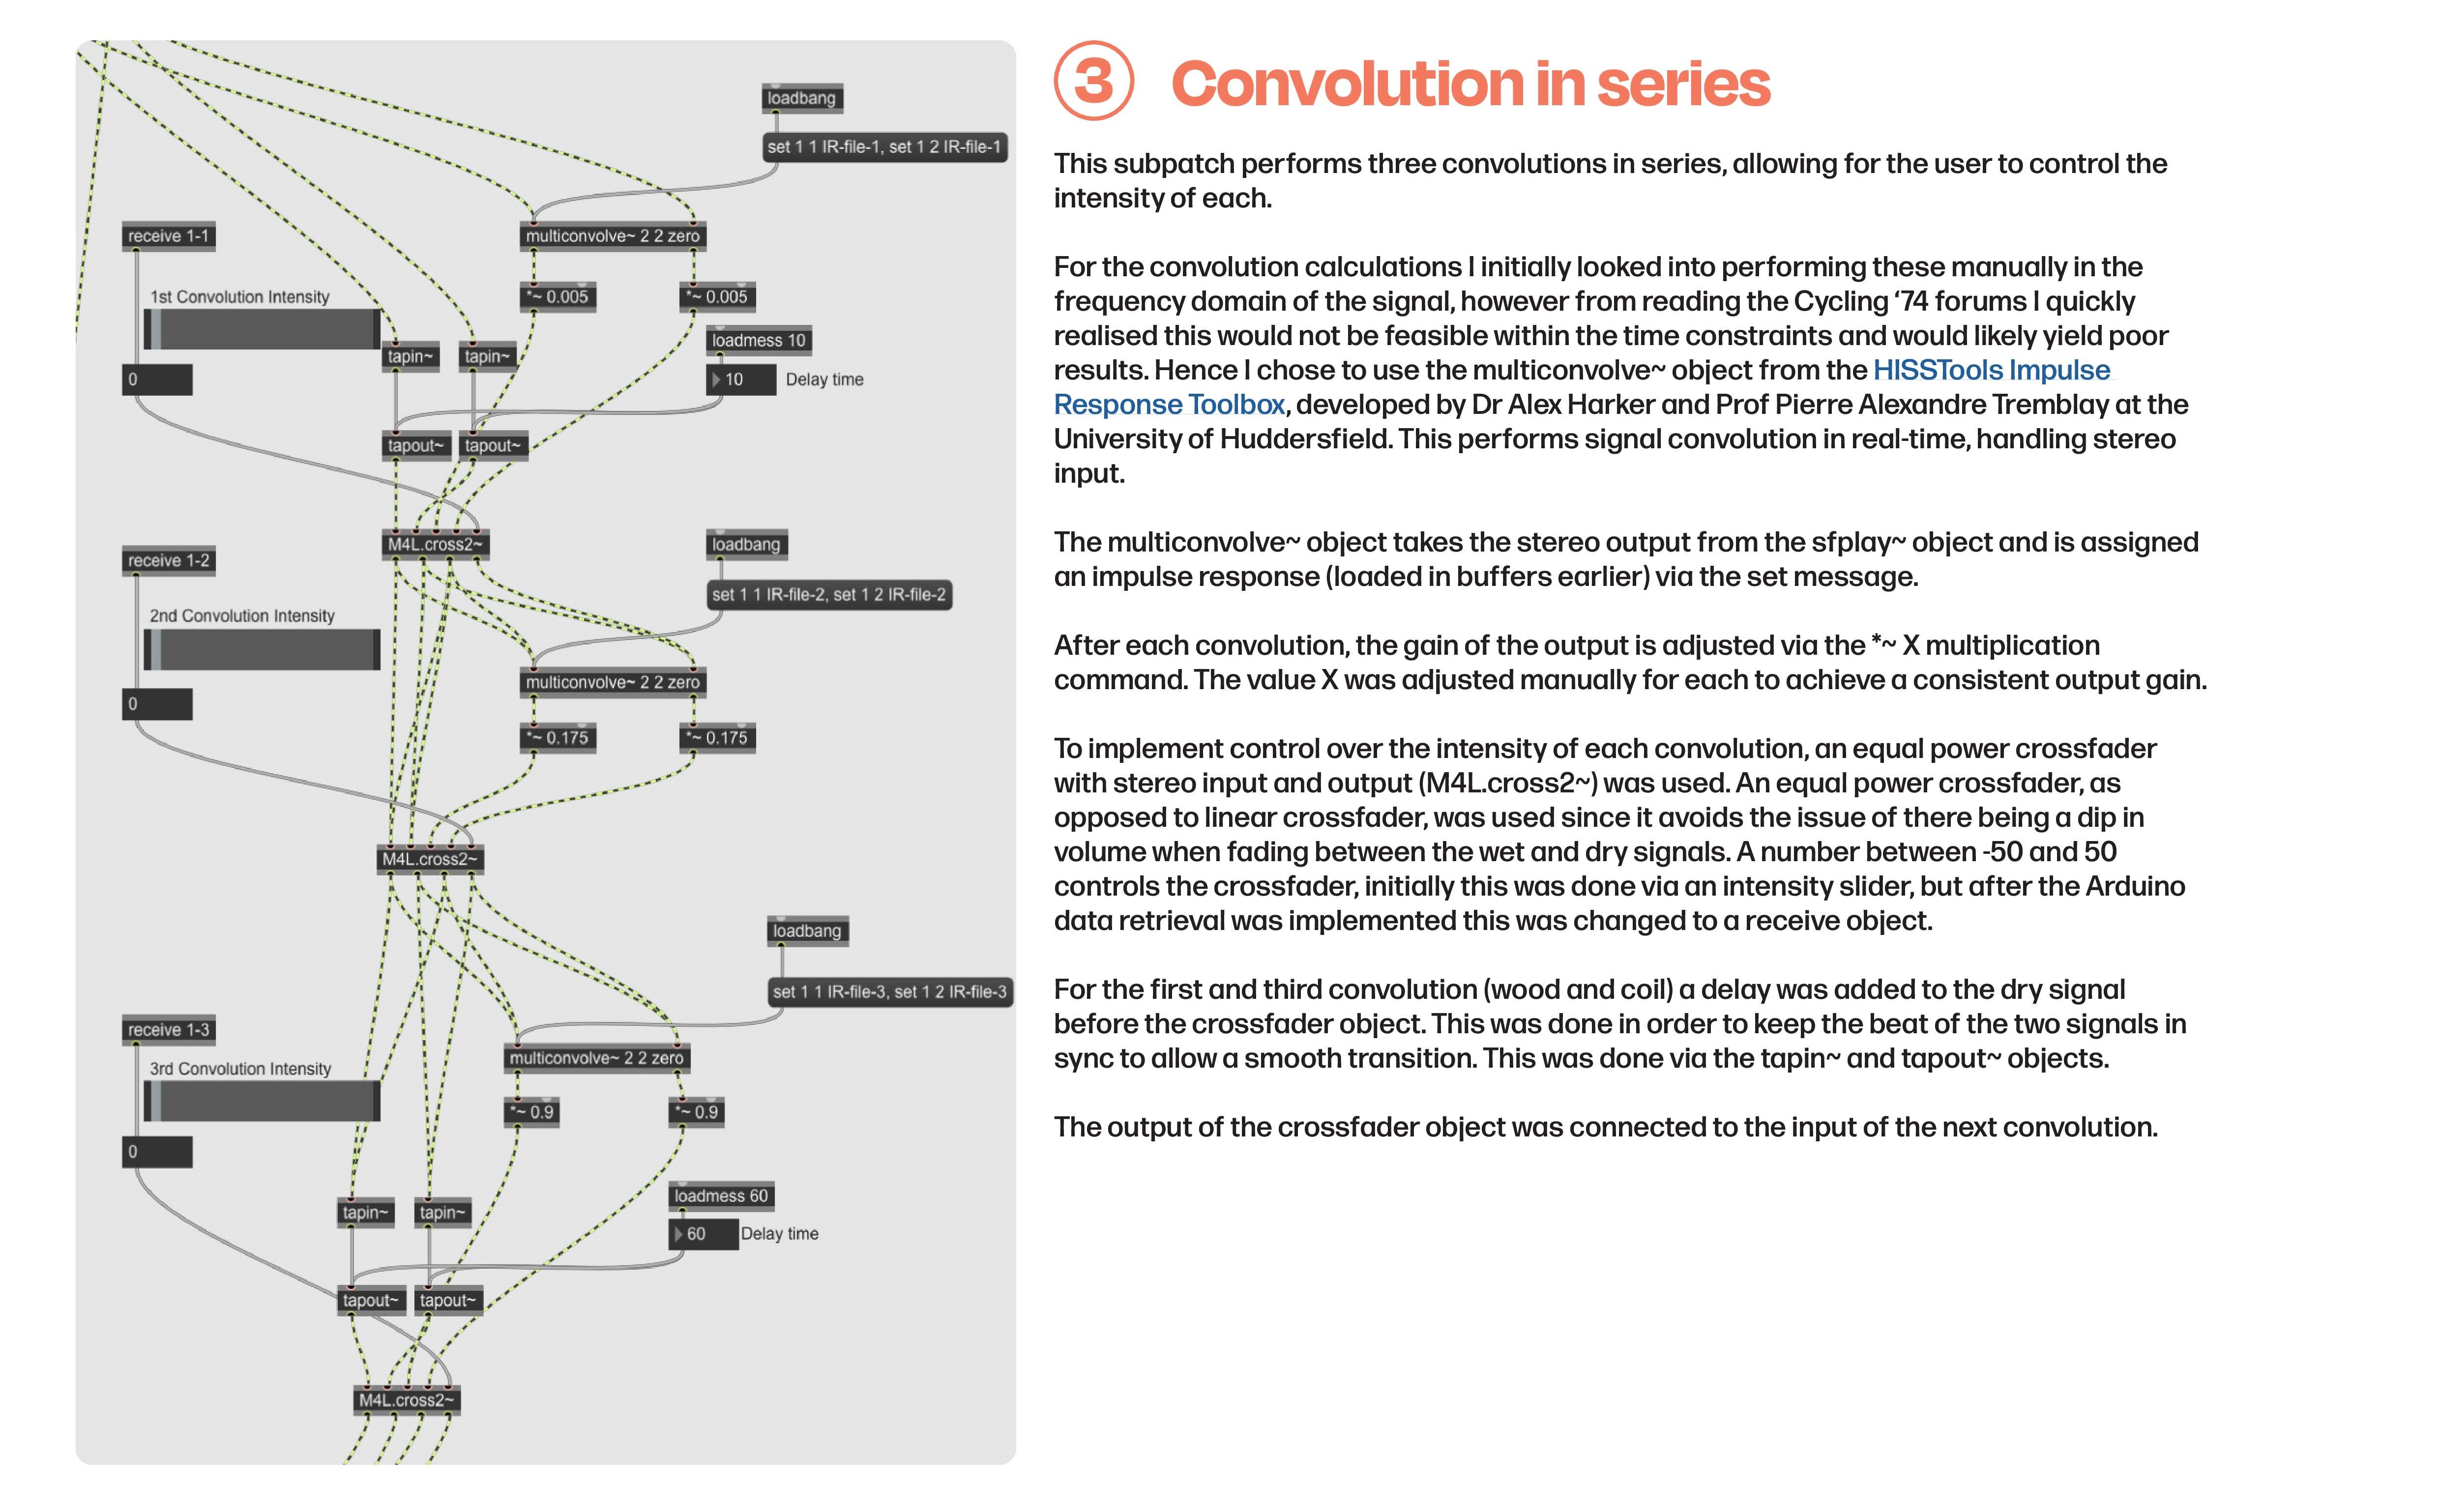 loadbang
set 1 1 IR-file-1, set 1 2 IR-file-1
receive 1-1
multiconvolve~ 2 2 zero
1st Convolution Intensity
*~ 0.005
*~ 0.005
loadmess 10
tapin~
tapin~
0
10
Delay time
tapout~
tapout~
M4L.cross2~
loadbang
receive 1-2
set 1 1 IR-file-2, set 1 2 IR-file-2
2nd Convolution Intensity
multiconvolve~ 2 2 zero
0
*~ 0.175
*~ 0.175
M4L.cross2~
loadbang
set 1 1 IR-file-3, set 1 2 IR-file-3
receive 1-3
multiconvolve~ 2 2 zero
3rd Convolution Intensity
*~ 0.9
*~ 0.9
0
loadmess 60
tapin~
tapin~
60
Delay time
tapout~
tapout~
M4L.cross2~
3 Convolution in series
This subpatch performs three convolutions in series, allowing for the user to control the
intensity of each.
For the convolution calculations I initially looked into performing these manually in the
frequency domain of the signal, however from reading the Cycling ‘74 forums I quickly
realised this would not be feasible within the time constraints and would likely yield poor
results. Hence I chose to use the multiconvolve~ object from the HISSTools Impulse
Response Toolbox, developed by Dr Alex Harker and Prof Pierre Alexandre Tremblay at the
University of Huddersfield. This performs signal convolution in real-time, handling stereo
input.
The multiconvolve~ object takes the stereo output from the sfplay~ object and is assigned
an impulse response (loaded in buffers earlier) via the set message.
After each convolution, the gain of the output is adjusted via the *~ X multiplication
command. The value X was adjusted manually for each to achieve a consistent output gain.
To implement control over the intensity of each convolution, an equal power crossfader
with stereo input and output (M4L.cross2~) was used. An equal power crossfader, as
opposed to linear crossfader, was used since it avoids the issue of there being a dip in
volume when fading between the wet and dry signals. A number between -50 and 50
controls the crossfader, initially this was done via an intensity slider, but after the Arduino
data retrieval was implemented this was changed to a receive object.
For the first and third convolution (wood and coil) a delay was added to the dry signal
before the crossfader object. This was done in order to keep the beat of the two signals in
sync to allow a smooth transition. This was done via the tapin~ and tapout~ objects.
The output of the crossfader object was connected to the input of the next convolution.